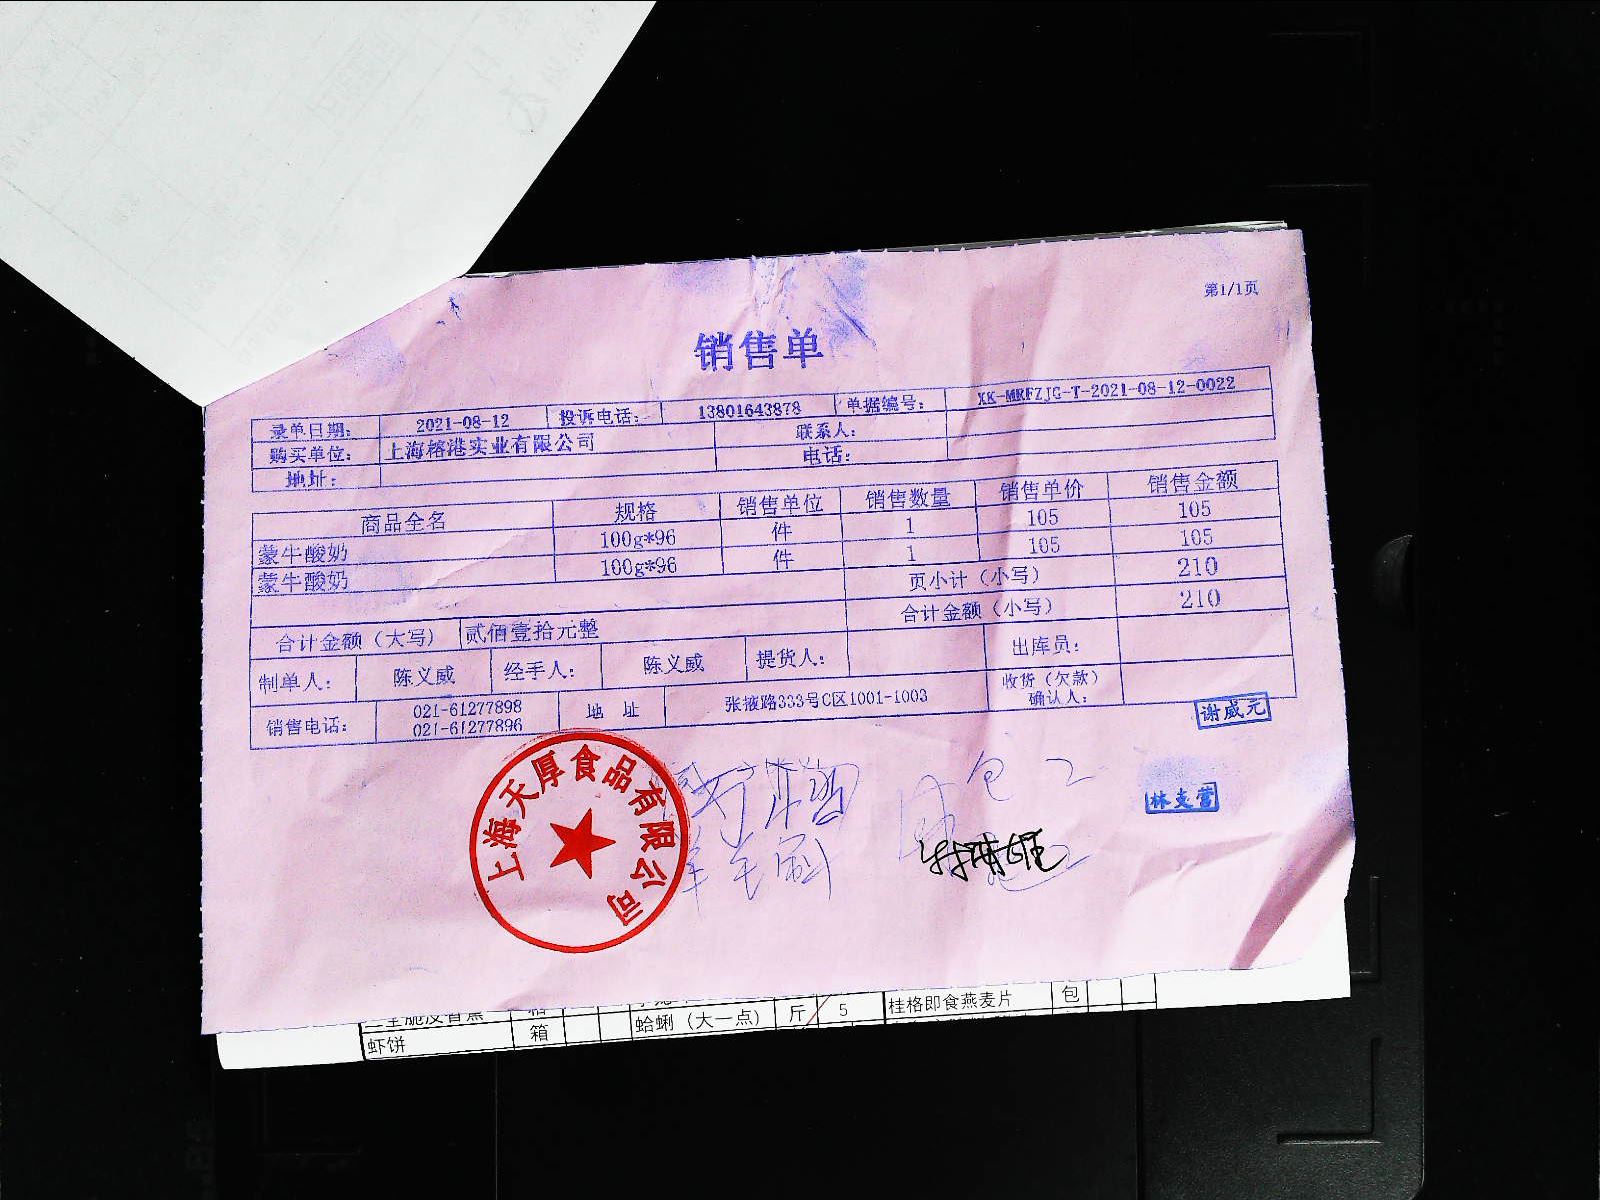 第1/1页
销售单
录单日期: 2021-08-12 投诉电话: 13801643878 单据编号: XK-MRFZJG-T-2021-08-12-0022
购买单位: 上海榕港实业有限公司 联系人:
地址: 电话:
商品全名 规格 销售单位 销售数量 销售单价 销售金额
蒙牛酸奶 100g*96 件 1 105 105
蒙牛酸奶 100g*96 件 1 105 105
页小计（小写） 210
合计金额（大写） 贰佰壹拾元整 合计金额（小写） 210
制单人: 陈义威 经手人: 陈义威 提货人: 出库员:
销售电话: 021-61277898 021-61277896 地 址 张掖路333号C区1001-1003 收货（欠款）确认人:
谢威元
林支营
上海天厚食品有限公司
包 2
蛤蜊（大一点） 斤 5 桂格即食燕麦片 包
虾饼 箱